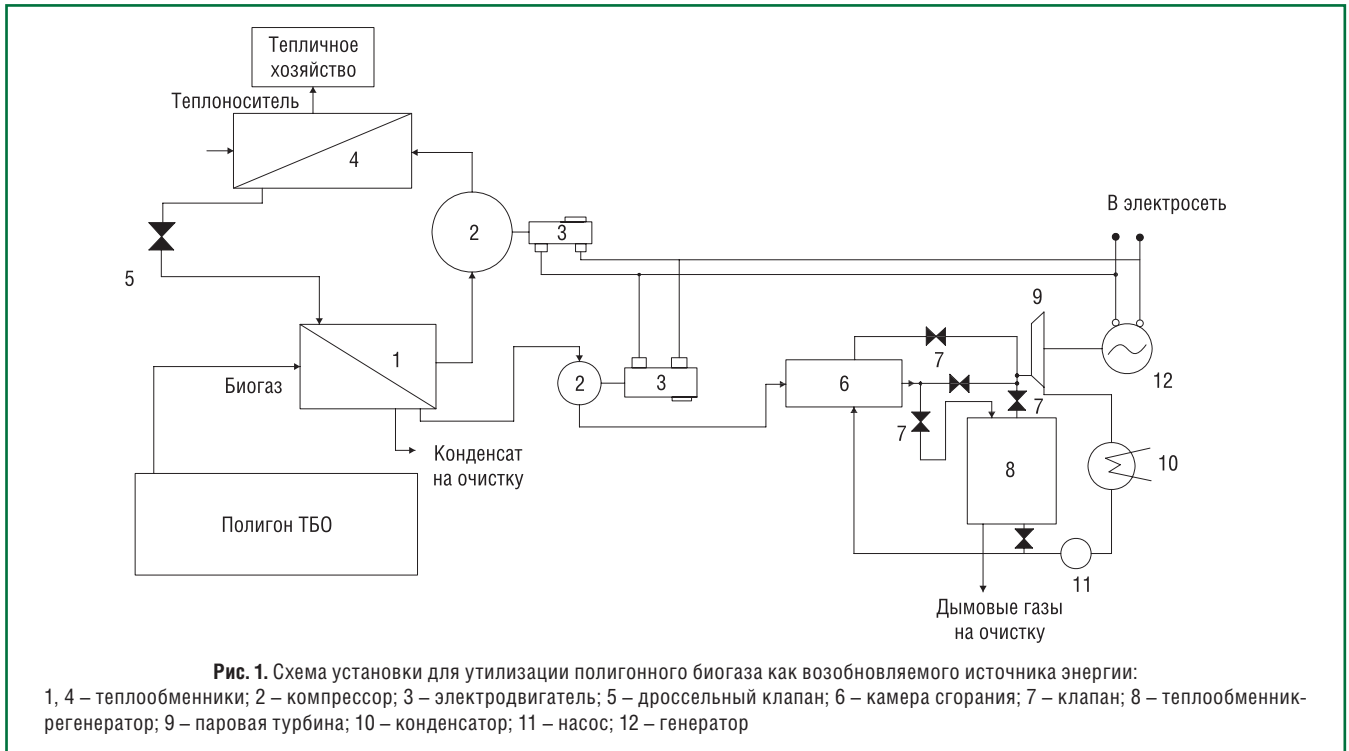 Тепличное
хозяйство
Теплоноситель
4
2
3
В электросеть
5
9
1
Биогаз
2
3
6
7
12
7
7
Конденсат
на очистку
8
10
Полигон ТБО
11
Дымовые газы
на очистку
Рис. 1. Схема установки для утилизации полигонного биогаза как возобновляемого источника энергии:
1, 4 – теплообменники; 2 – компрессор; 3 – электродвигатель; 5 – дроссельный клапан; 6 – камера сгорания; 7 – клапан; 8 – теплообменник-
регенератор; 9 – паровая турбина; 10 – конденсатор; 11 – насос; 12 – генератор